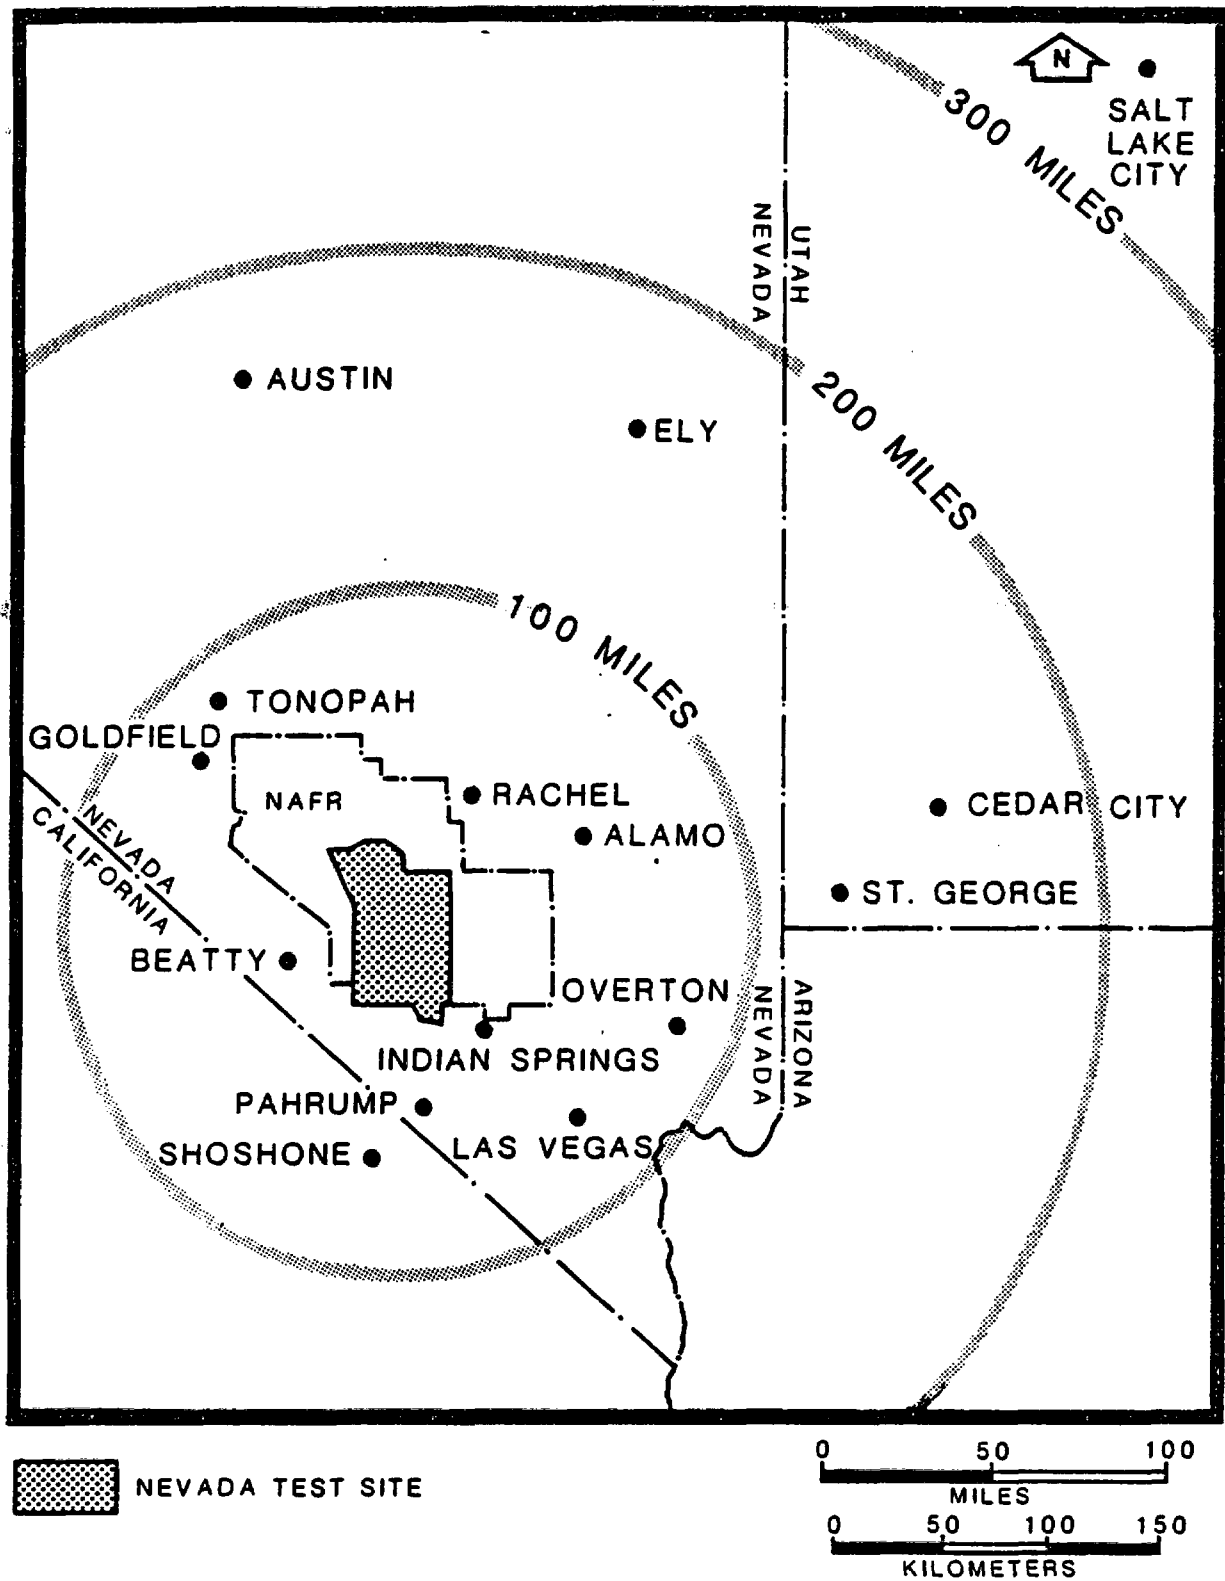 N
SALT
LAKE
CITY
300 MILES
UTAH
NEVADA
AUSTIN
200 MILES
ELY
100 MILES
TONOPAH
GOLDFIELD
NAFR
RACHEL
CEDAR CITY
NEVADA
CALIFORNIA
ALAMO
ST. GEORGE
BEATTY
OVERTON
ARIZONA
NEVADA
INDIAN SPRINGS
PAHRUMP
LAS VEGAS
SHOSHONE
NEVADA TEST SITE
0 50 100
MILES
0 50 100 150
KILOMETERS